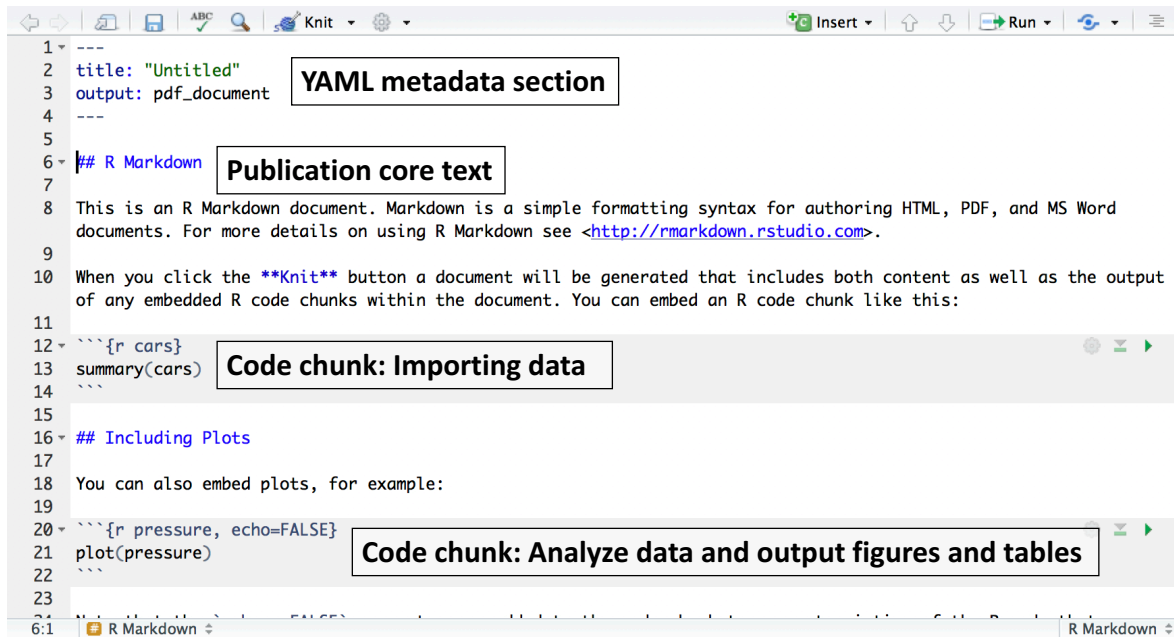 ABC Knit Insert Run
1 ---
2 title: "Untitled"
YAML metadata section
3 output: pdf_document
4 ---
5
6 ## R Markdown
Publication core text
7
8 This is an R Markdown document. Markdown is a simple formatting syntax for authoring HTML, PDF, and MS Word
documents. For more details on using R Markdown see <http://rmarkdown.rstudio.com>.
9
10 When you click the **Knit** button a document will be generated that includes both content as well as the output
of any embedded R code chunks within the document. You can embed an R code chunk like this:
11
12 ```{r cars}
13 summary(cars)
Code chunk: Importing data
14 ```
15
16 ## Including Plots
17
18 You can also embed plots, for example:
19
20 ```{r pressure, echo=FALSE}
21 plot(pressure)
Code chunk: Analyze data and output figures and tables
22 ```
23
6:1 # R Markdown R Markdown